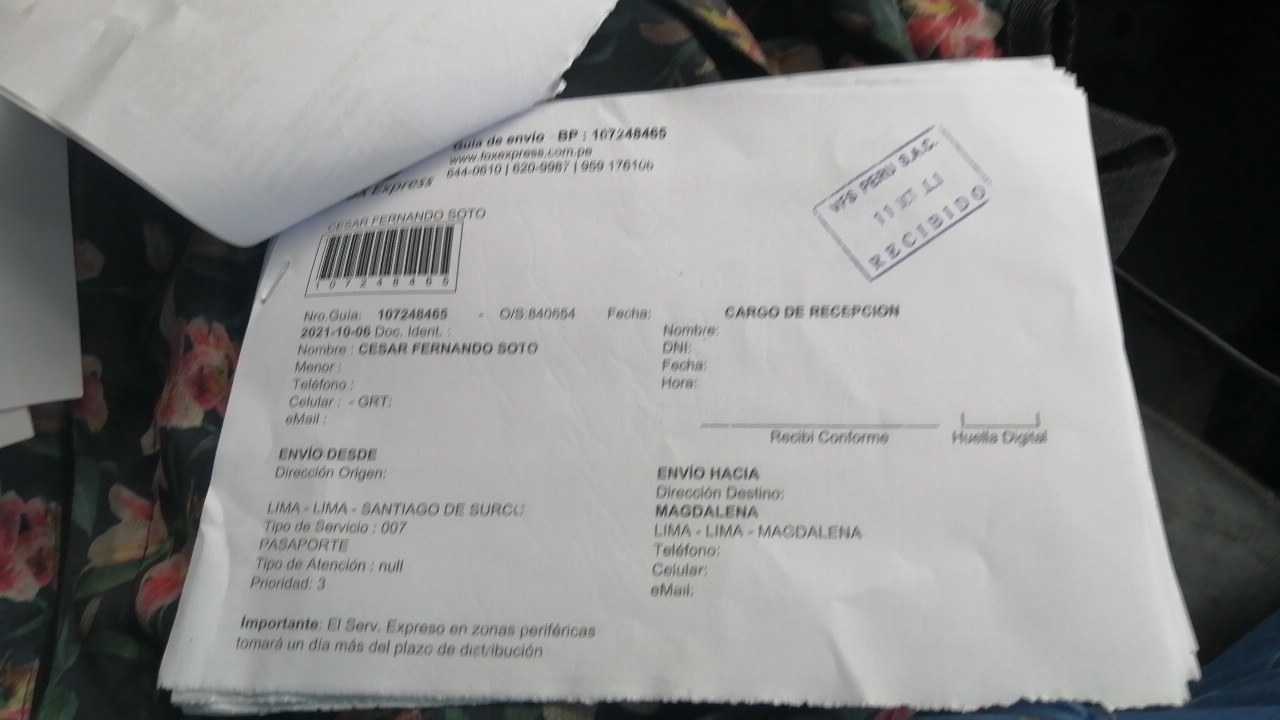 Guia de envío BP : 107248465
www.foxexpress.com.pe
644-0610 | 620-9987 | 959 176106
Express
CESAR FERNANDO SOTO
107248465
VFS PERU S.A.C.
RECIBIDO
Nro.Guia: 107248465 - O/S:840654 Fecha:
2021-10-06 Doc. Ident. :
Nombre : CESAR FERNANDO SOTO
Menor :
Teléfono :
Celular : - GRT:
eMail :
CARGO DE RECEPCION
Nombre:
DNI:
Fecha:
Hora:
Recibi Conforme Huella Digital
ENVÍO DESDE
Dirección Origen:
LIMA - LIMA - SANTIAGO DE SURCO
Tipo de Servicio : 007
PASAPORTE
Tipo de Atención : null
Prioridad: 3
ENVÍO HACIA
Dirección Destino:
MAGDALENA
LIMA - LIMA - MAGDALENA
Teléfono:
Celular:
eMail:
Importante: El Serv. Expreso en zonas periféricas
tomará un día más del plazo de distribución